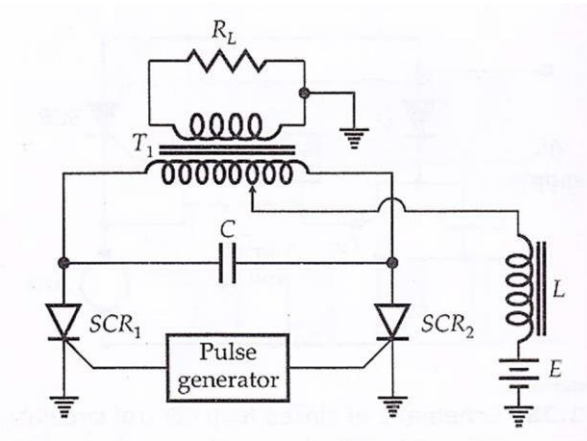 R_L
T_1
C
L
SCR_1
SCR_2
Pulse
generator
E